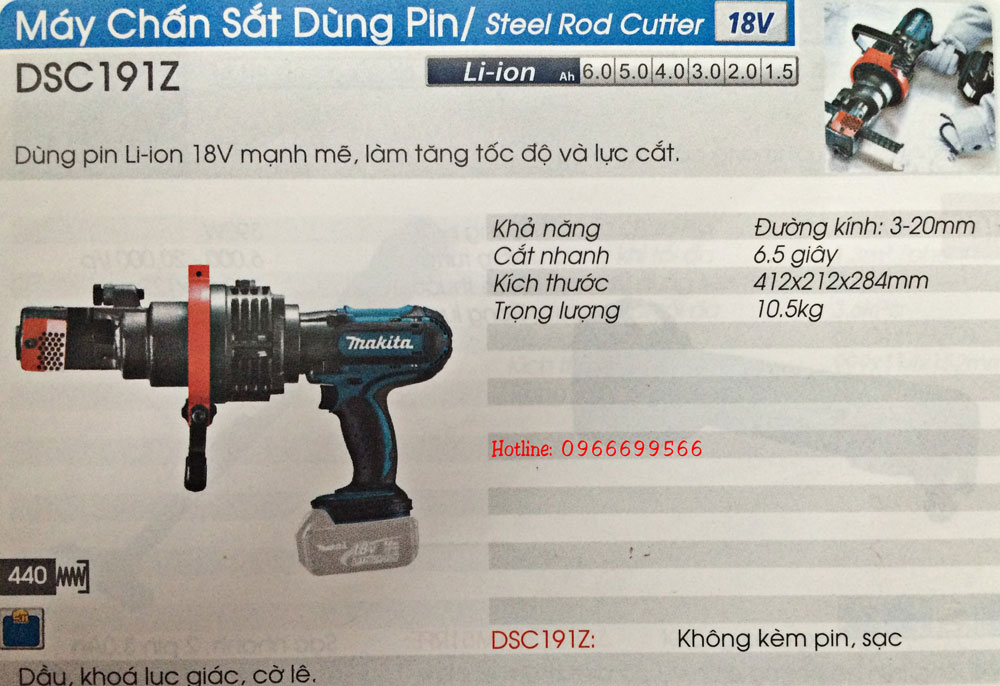 Máy Chấn Sắt Dùng Pin/ Steel Rod Cutter 18V
DSC191Z
Li-ion Ah 6.0 5.0 4.0 3.0 2.0 1.5
Dùng pin Li-ion 18V mạnh mẽ, làm tăng tốc độ và lực cắt.
Khả năng Đường kính: 3-20mm
Cắt nhanh 6.5 giây
Kích thước 412x212x284mm
Trọng lượng 10.5kg
makita
Hotline: 0966699566
18V
440
DSC191Z: Không kèm pin, sạc
Dầu, khoá lục giác, cờ lê.